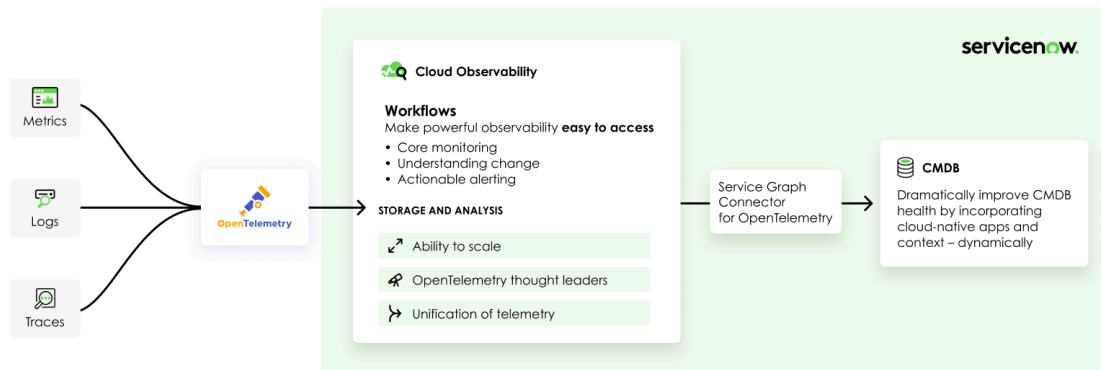 servicenow.
Metrics
Logs
Traces
OpenTelemetry
Cloud Observability
Workflows
Make powerful observability easy to access
• Core monitoring
• Understanding change
• Actionable alerting
STORAGE AND ANALYSIS
Ability to scale
OpenTelemetry thought leaders
Unification of telemetry
Service Graph
Connector
for OpenTelemetry
CMDB
Dramatically improve CMDB
health by incorporating
cloud-native apps and
context – dynamically